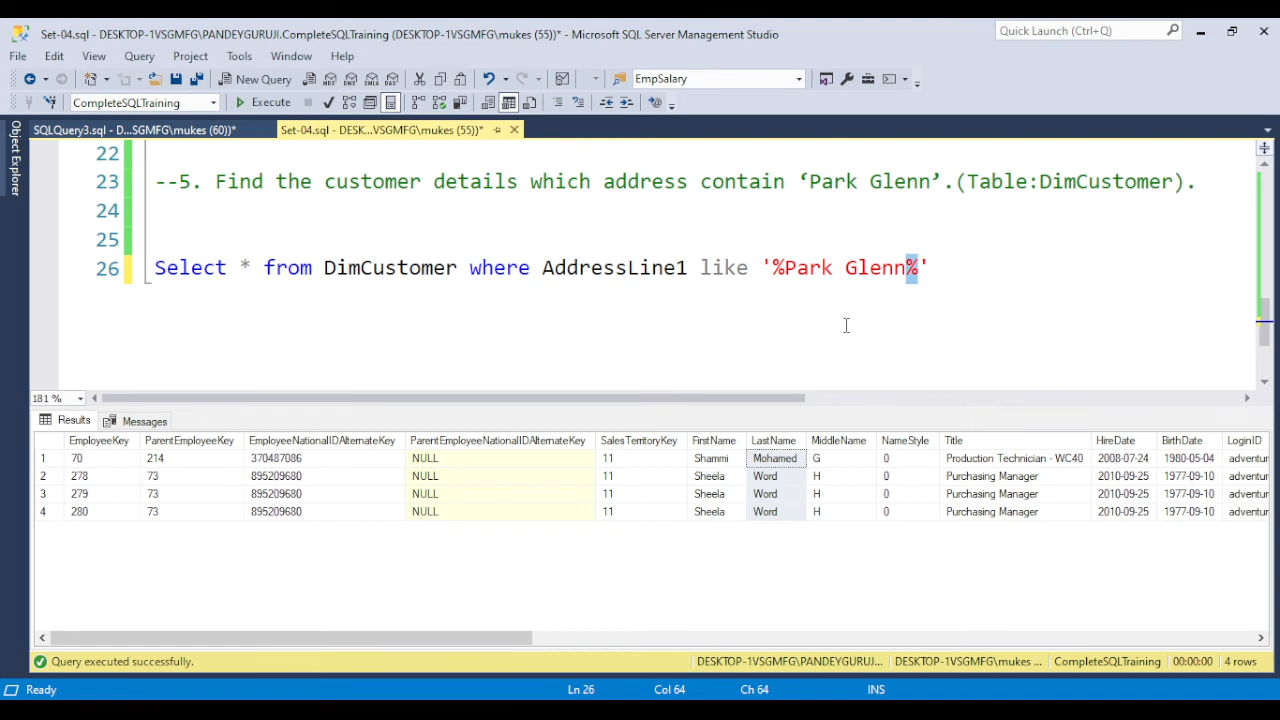 Set-04.sql - DESKTOP-1VSGMFG\PANDEYGURUJI.CompleteSQLTraining (DESKTOP-1VSGMFG\mukes (55))* - Microsoft SQL Server Management Studio
Quick Launch (Ctrl+Q)
File Edit View Query Project Tools Window Help
New Query
EmpSalary
CompleteSQLTraining
Execute
SQLQuery3.sql - D...SGMFG\mukes (60))*
Set-04.sql - DESK...VSGMFG\mukes (55))*
Object Explorer
22
23 --5. Find the customer details which address contain ‘Park Glenn’.(Table:DimCustomer).
24
25
26 Select * from DimCustomer where AddressLine1 like '%Park Glenn%'
181 %
Results Messages
EmployeeKey ParentEmployeeKey EmployeeNationalIDAlternateKey ParentEmployeeNationalIDAlternateKey SalesTerritoryKey FirstName LastName MiddleName NameStyle Title HireDate BirthDate LoginID
1 70 214 370487086 NULL 11 Shammi Mohamed G 0 Production Technician - WC40 2008-07-24 1980-05-04 adventur
2 278 73 895209680 NULL 11 Sheela Word H 0 Purchasing Manager 2010-09-25 1977-09-10 adventur
3 279 73 895209680 NULL 11 Sheela Word H 0 Purchasing Manager 2010-09-25 1977-09-10 adventur
4 280 73 895209680 NULL 11 Sheela Word H 0 Purchasing Manager 2010-09-25 1977-09-10 adventur
Query executed successfully.
DESKTOP-1VSGMFG\PANDEYGURUJ... DESKTOP-1VSGMFG\mukes ... CompleteSQLTraining 00:00:00 4 rows
Ready Ln 26 Col 64 Ch 64 INS